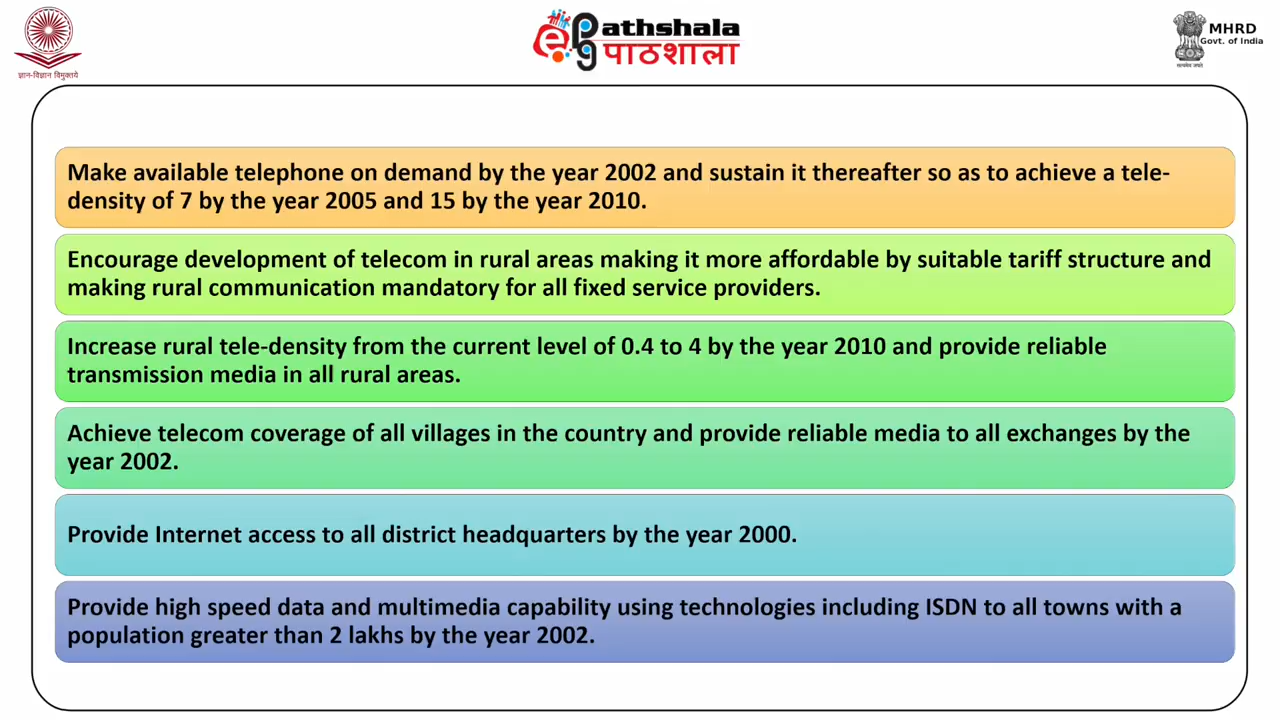 ज्ञान-विज्ञान विमुक्तये
ePathshala
पाठशाला
MHRD
Govt. of India
सत्यमेव जयते
Make available telephone on demand by the year 2002 and sustain it thereafter so as to achieve a tele-
density of 7 by the year 2005 and 15 by the year 2010.
Encourage development of telecom in rural areas making it more affordable by suitable tariff structure and
making rural communication mandatory for all fixed service providers.
Increase rural tele-density from the current level of 0.4 to 4 by the year 2010 and provide reliable
transmission media in all rural areas.
Achieve telecom coverage of all villages in the country and provide reliable media to all exchanges by the
year 2002.
Provide Internet access to all district headquarters by the year 2000.
Provide high speed data and multimedia capability using technologies including ISDN to all towns with a
population greater than 2 lakhs by the year 2002.